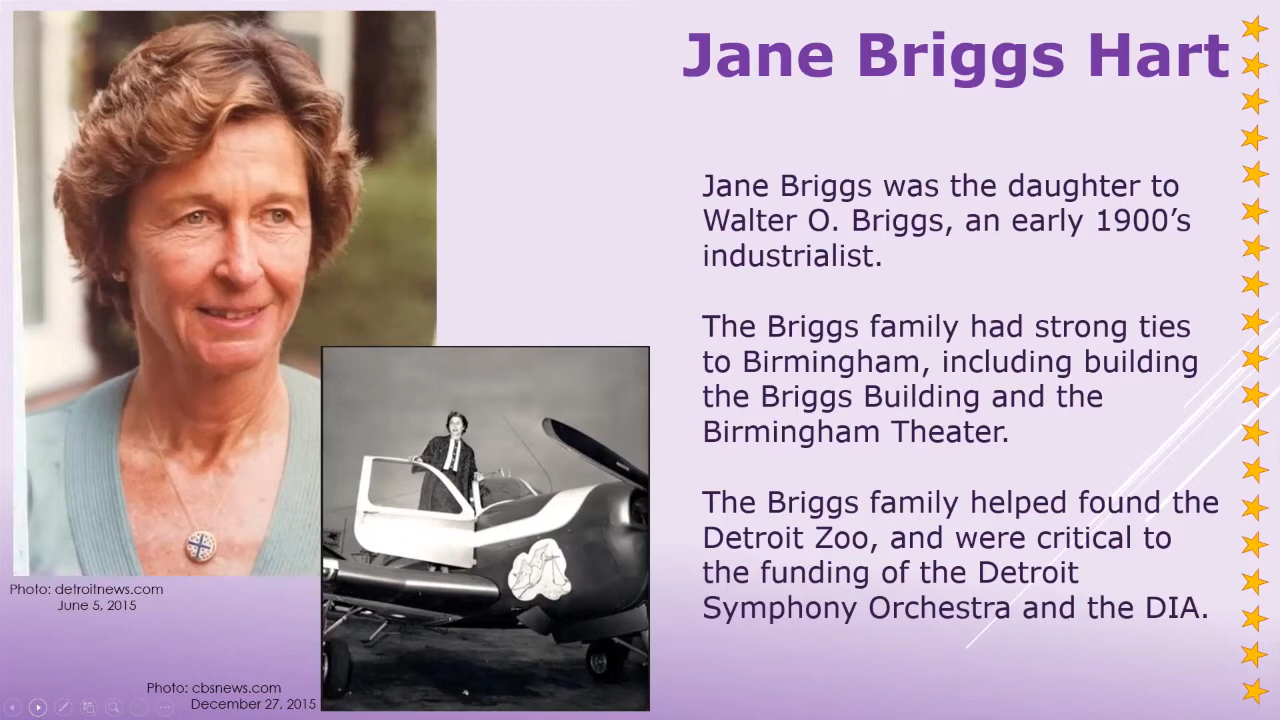 Jane Briggs Hart
Jane Briggs was the daughter to
Walter O. Briggs, an early 1900’s
industrialist.
The Briggs family had strong ties
to Birmingham, including building
the Briggs Building and the
Birmingham Theater.
The Briggs family helped found the
Detroit Zoo, and were critical to
the funding of the Detroit
Symphony Orchestra and the DIA.
Photo: detroitnews.com
June 5, 2015
Photo: cbsnews.com
December 27, 2015